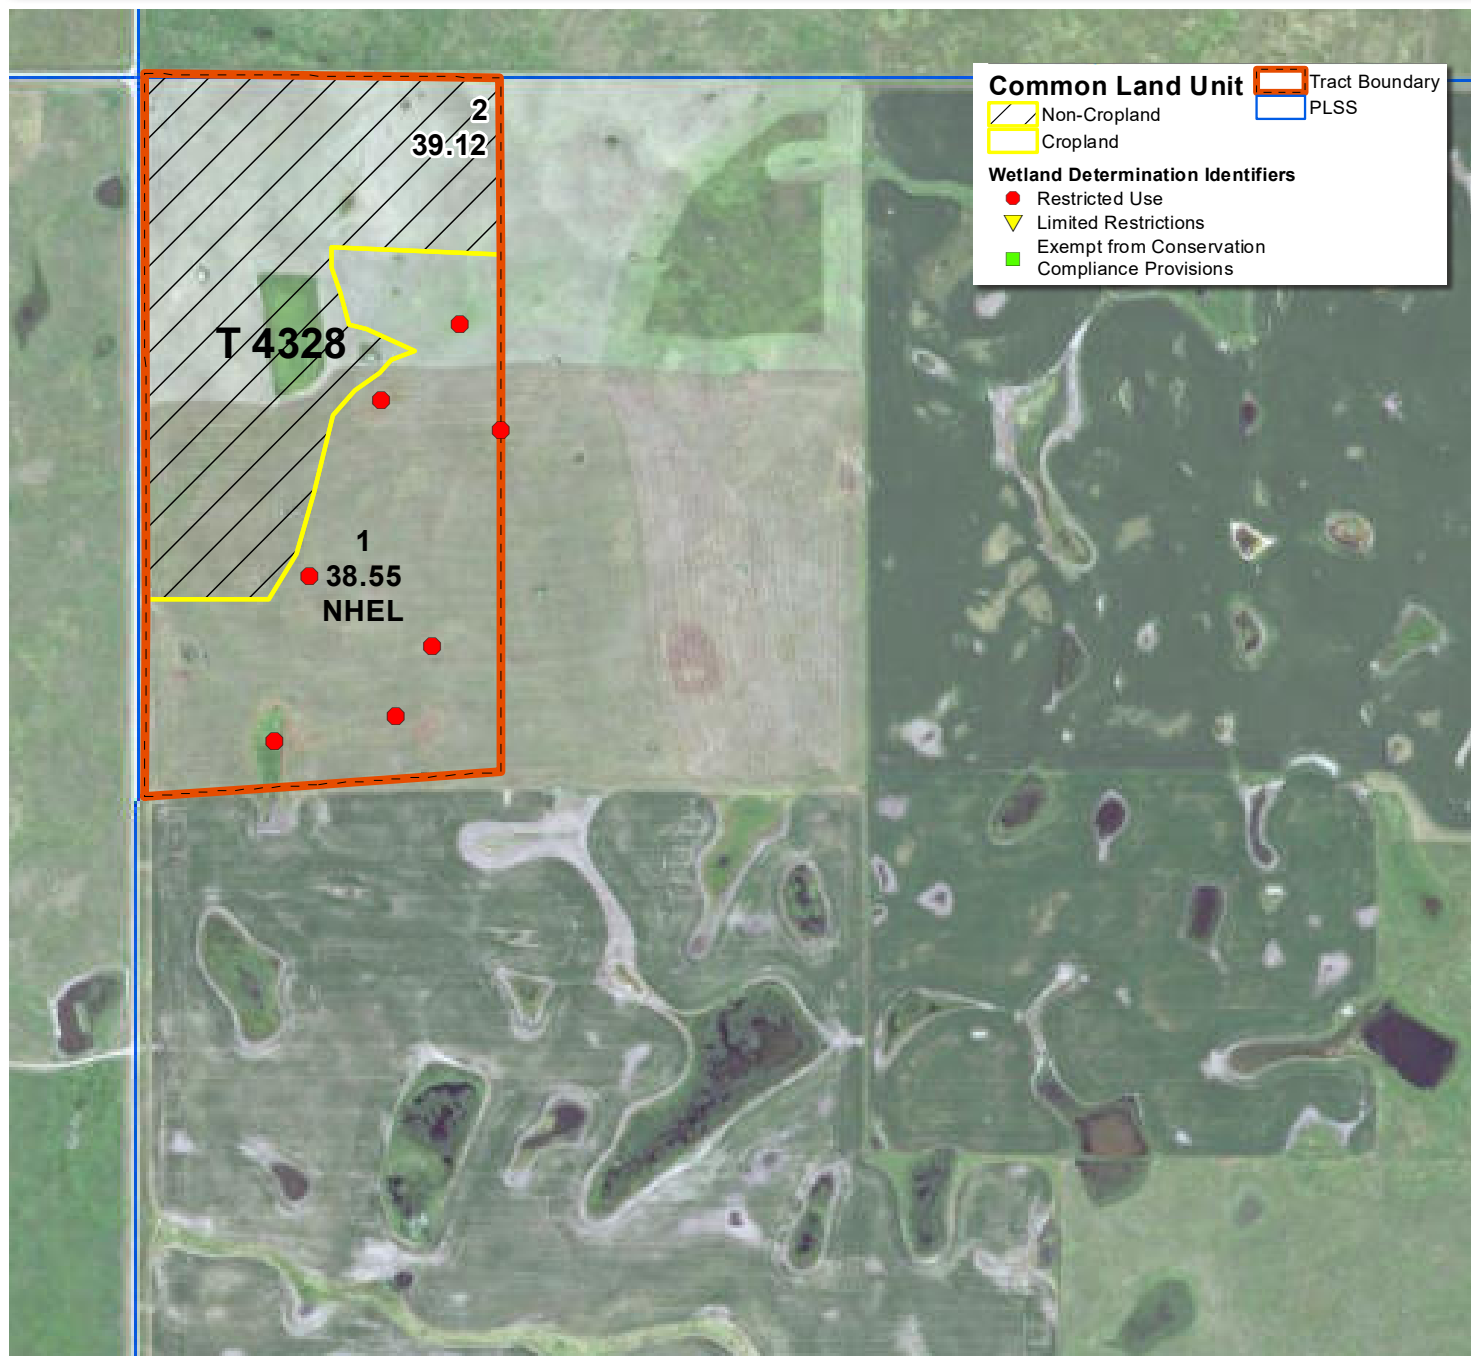 2
39.12
T 4328
1
38.55
NHEL
Common Land Unit
Non-Cropland
Cropland
Tract Boundary
PLSS
Wetland Determination Identifiers
Restricted Use
Limited Restrictions
Exempt from Conservation
Compliance Provisions